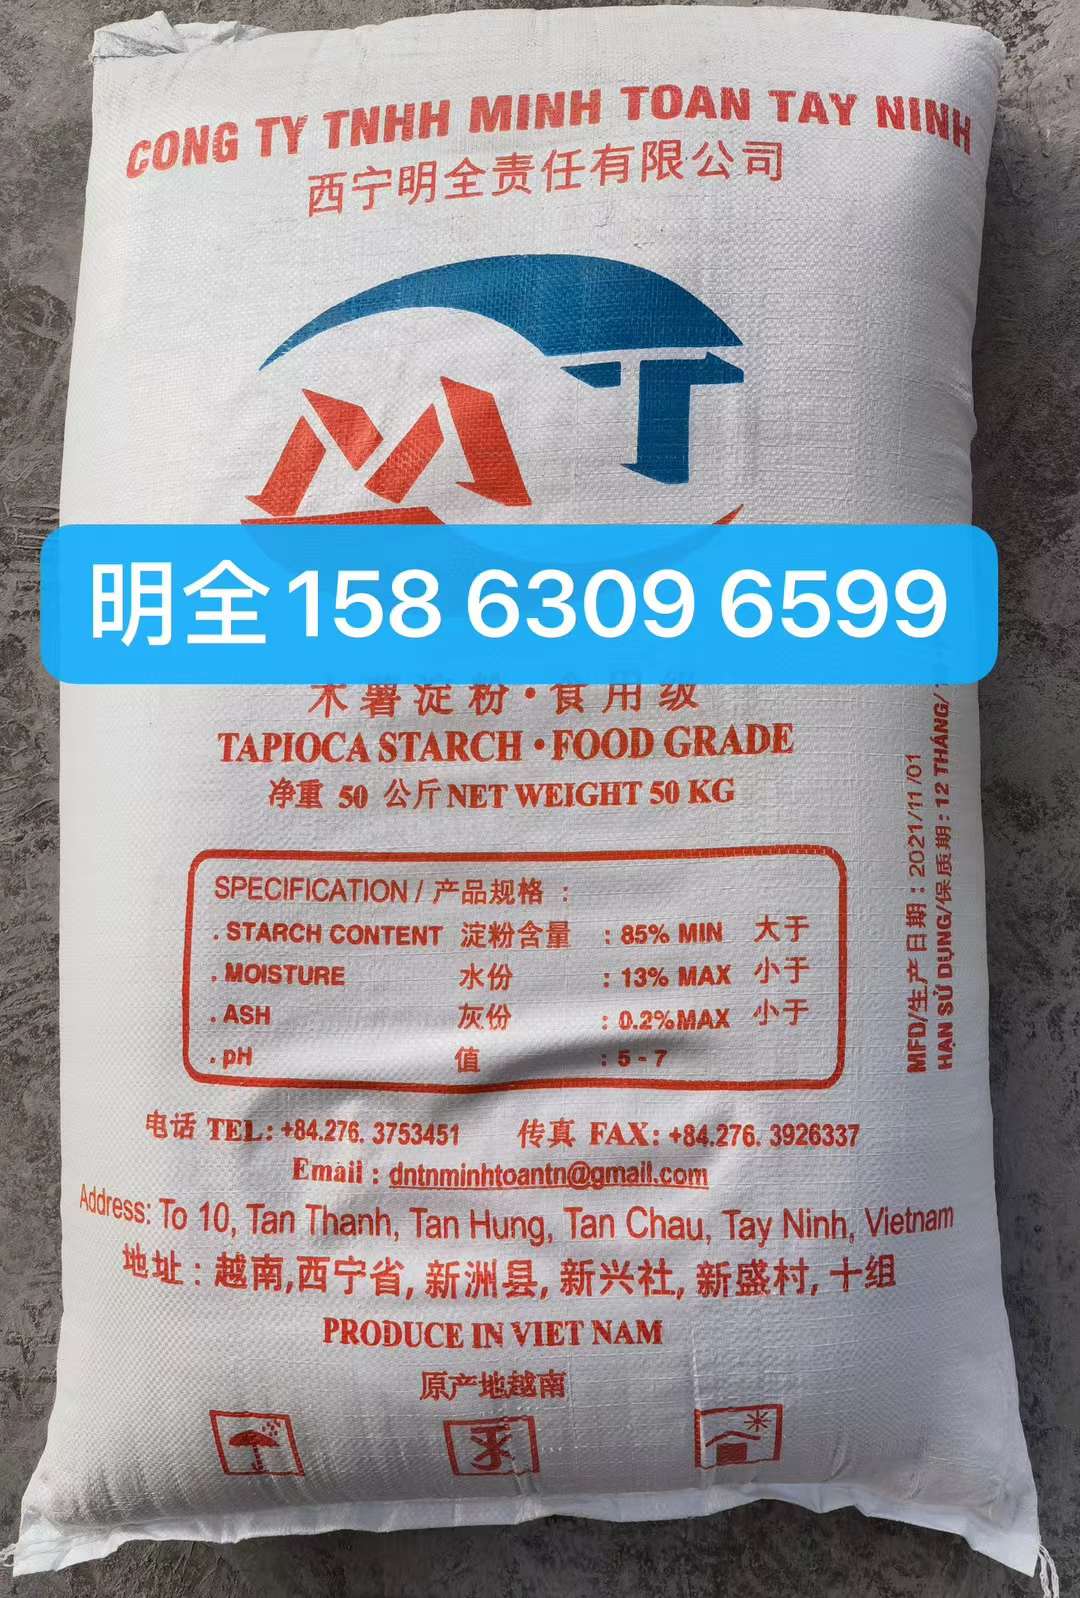 CONG TY TNHH MINH TOAN TAY NINH
西宁明全责任有限公司
MT
明全158 6309 6599
木薯淀粉·食用级
TAPIOCA STARCH • FOOD GRADE
净重 50 公斤 NET WEIGHT 50 KG
SPECIFICATION / 产品规格 :
. STARCH CONTENT 淀粉含量 : 85% MIN 大于
. MOISTURE 水份 : 13% MAX 小于
. ASH 灰份 : 0.2%MAX 小于
. pH 值 : 5 - 7
MFD/生产日期 : 2021/11/01
HẠN SỬ DỤNG/保质期 : 12 THÁNG/
电话 TEL: +84.276. 3753451 传真 FAX: +84.276. 3926337
Email : dntnminhtoantn@gmail.com
Address: To 10, Tan Thanh, Tan Hung, Tan Chau, Tay Ninh, Vietnam
地址 : 越南,西宁省, 新洲县, 新兴社, 新盛村, 十组
PRODUCE IN VIET NAM
原产地越南